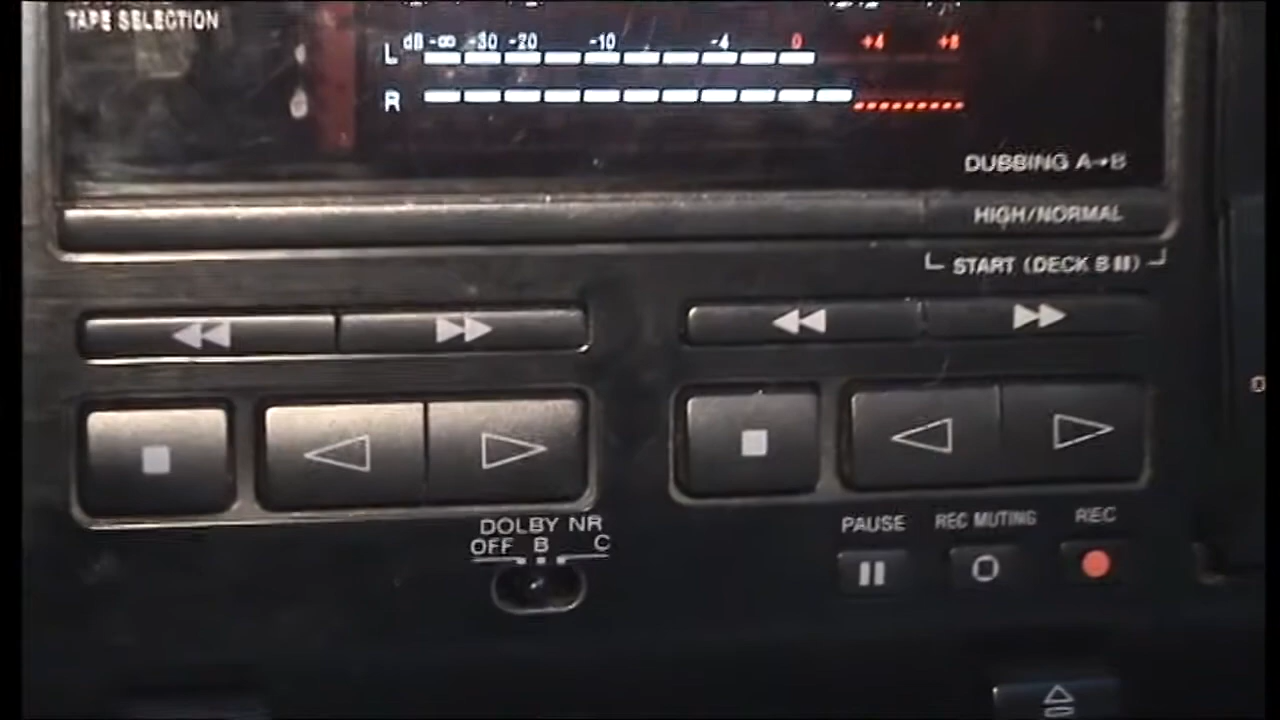 TAPE SELECTION
dB -∞ -30 -20 -10 -4 0 +4 +8
L
R
DUBBING A→B
HIGH/NORMAL
START (DECK B II)
DOLBY NR
OFF B C
PAUSE REC MUTING REC